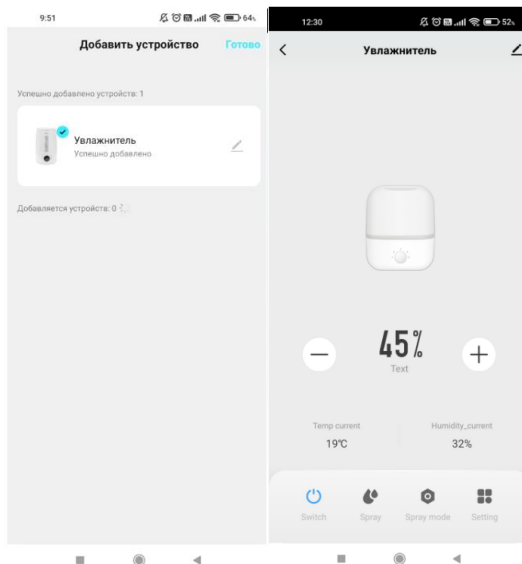 9:51
64%
Добавить устройство
Готово
Успешно добавлено устройств: 1
Увлажнитель
Успешно добавлено
Добавляется устройств: 0
12:30
52%
Увлажнитель
45%
Text
Temp current
Humidity_current
19℃
32%
Switch
Spray
Spray mode
Setting